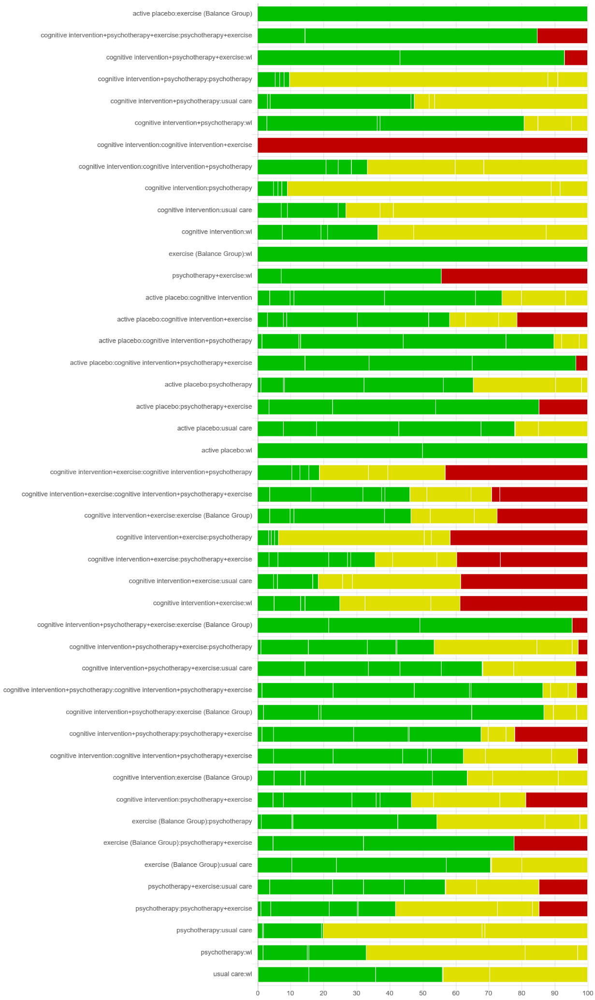 active placebo:exercise (Balance Group)
cognitive intervention+psychotherapy+exercise:psychotherapy+exercise
cognitive intervention+psychotherapy+exercise:wl
cognitive intervention+psychotherapy:psychotherapy
cognitive intervention+psychotherapy:usual care
cognitive intervention+psychotherapy:wl
cognitive intervention:cognitive intervention+exercise
cognitive intervention:cognitive intervention+psychotherapy
cognitive intervention:psychotherapy
cognitive intervention:usual care
cognitive intervention:wl
exercise (Balance Group):wl
psychotherapy+exercise:wl
active placebo:cognitive intervention
active placebo:cognitive intervention+exercise
active placebo:cognitive intervention+psychotherapy
active placebo:cognitive intervention+psychotherapy+exercise
active placebo:psychotherapy
active placebo:psychotherapy+exercise
active placebo:usual care
active placebo:wl
cognitive intervention+exercise:cognitive intervention+psychotherapy
cognitive intervention+exercise:cognitive intervention+psychotherapy+exercise
cognitive intervention+exercise:exercise (Balance Group)
cognitive intervention+exercise:psychotherapy
cognitive intervention+exercise:psychotherapy+exercise
cognitive intervention+exercise:usual care
cognitive intervention+exercise:wl
cognitive intervention+psychotherapy+exercise:exercise (Balance Group)
cognitive intervention+psychotherapy+exercise:psychotherapy
cognitive intervention+psychotherapy+exercise:usual care
cognitive intervention+psychotherapy:cognitive intervention+psychotherapy+exercise
cognitive intervention+psychotherapy:exercise (Balance Group)
cognitive intervention+psychotherapy:psychotherapy+exercise
cognitive intervention:cognitive intervention+psychotherapy+exercise
cognitive intervention:exercise (Balance Group)
cognitive intervention:psychotherapy+exercise
exercise (Balance Group):psychotherapy
exercise (Balance Group):psychotherapy+exercise
exercise (Balance Group):usual care
psychotherapy+exercise:usual care
psychotherapy:psychotherapy+exercise
psychotherapy:usual care
psychotherapy:wl
usual care:wl
0 10 20 30 40 50 60 70 80 90 100